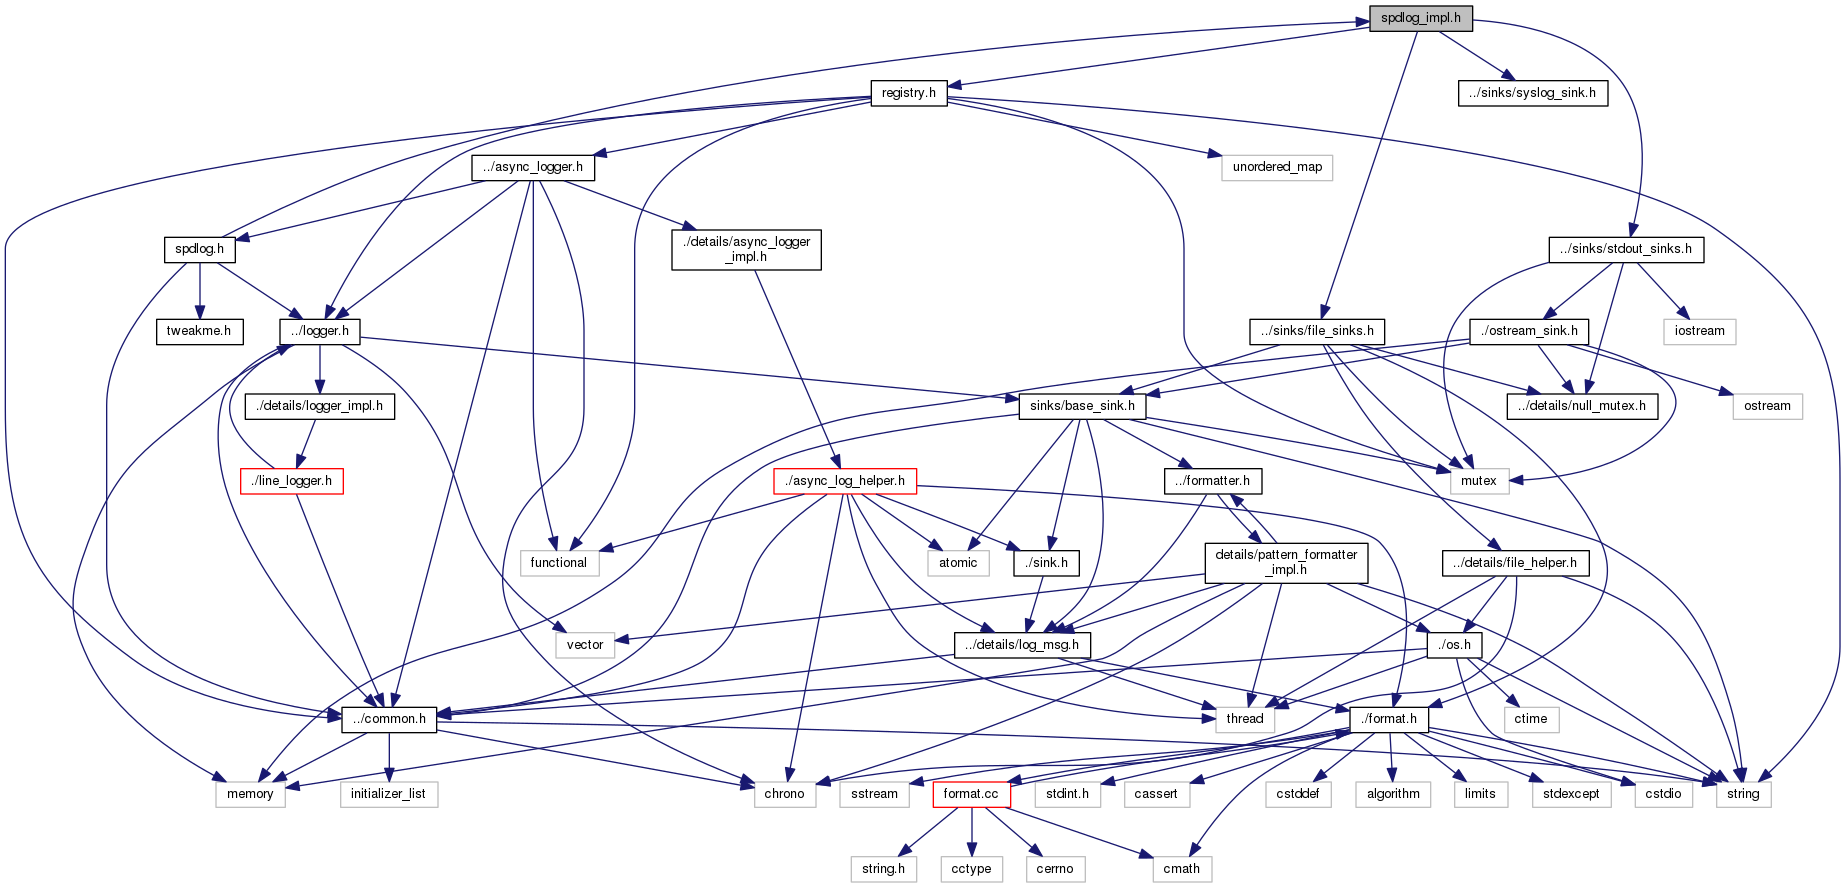 spdlog_impl.h
registry.h
../sinks/syslog_sink.h
../async_logger.h
unordered_map
spdlog.h
./details/async_logger
_impl.h
../sinks/stdout_sinks.h
tweakme.h
../logger.h
../sinks/file_sinks.h
./ostream_sink.h
iostream
./details/logger_impl.h
sinks/base_sink.h
../details/null_mutex.h
ostream
./line_logger.h
./async_log_helper.h
../formatter.h
mutex
functional
atomic
./sink.h
details/pattern_formatter
_impl.h
../details/file_helper.h
vector
../details/log_msg.h
./os.h
../common.h
thread
./format.h
ctime
memory
initializer_list
chrono
sstream
format.cc
stdint.h
cassert
cstddef
algorithm
limits
stdexcept
cstdio
string
string.h
cctype
cerrno
cmath